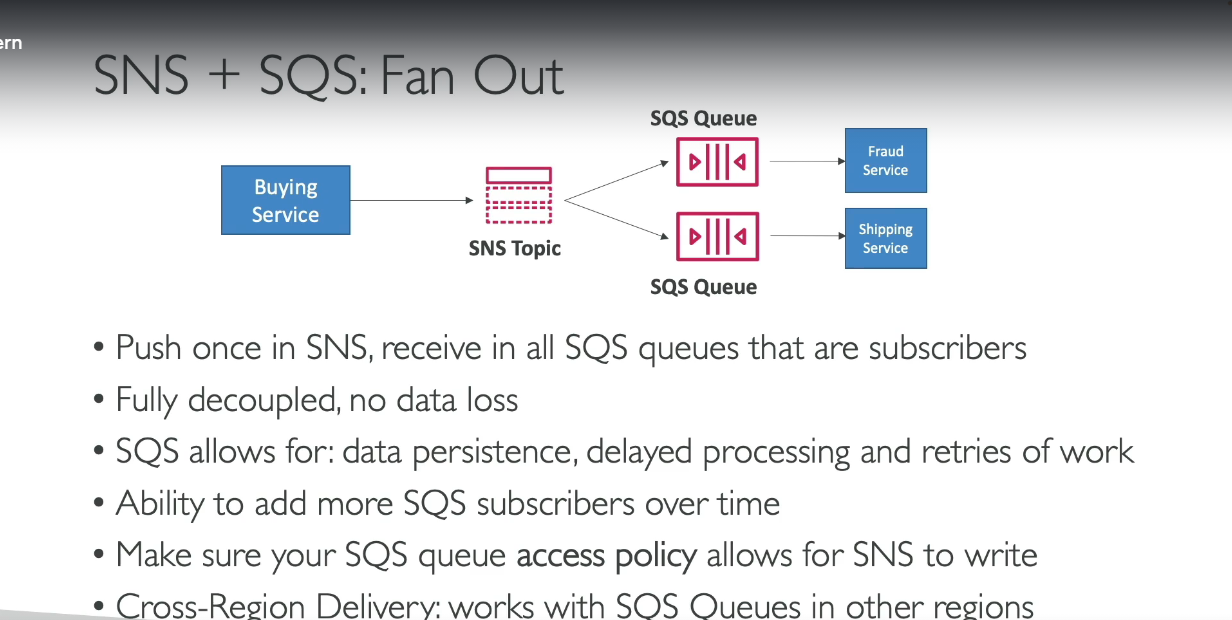 ern
SNS + SQS: Fan Out
SQS Queue
Buying
Service
SNS Topic
Fraud
Service
Shipping
Service
SQS Queue
• Push once in SNS, receive in all SQS queues that are subscribers
• Fully decoupled, no data loss
• SQS allows for: data persistence, delayed processing and retries of work
• Ability to add more SQS subscribers over time
• Make sure your SQS queue access policy allows for SNS to write
• Cross-Region Delivery: works with SQS Queues in other regions